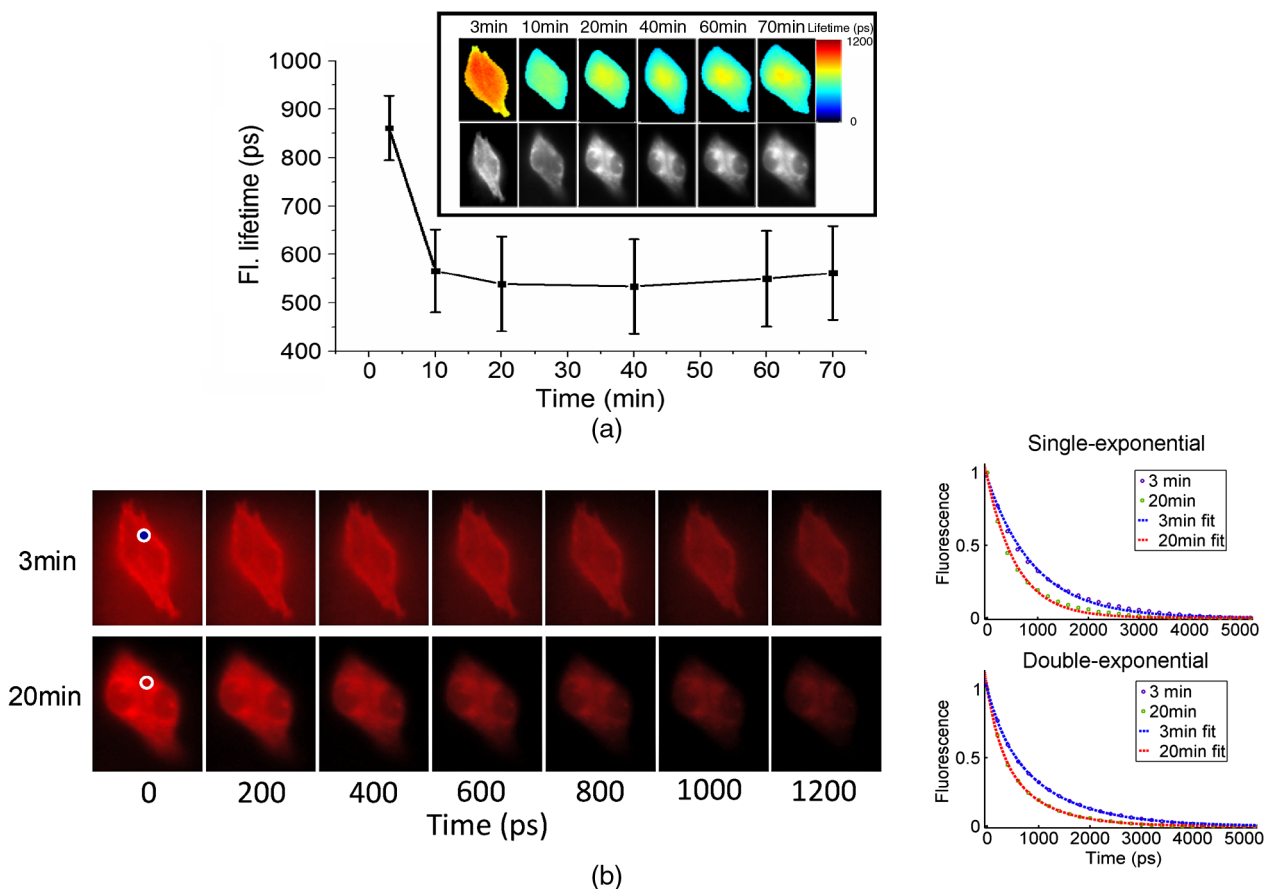 3min 10min 20min 40min 60min 70min Lifetime (ps)
1200
0
1000
900
800
700
600
500
400
Fl. lifetime (ps)
0 10 20 30 40 50 60 70
Time (min)
(a)
3min
20min
0 200 400 600 800 1000 1200
Time (ps)
Single-exponential
1
0.5
0
Fluorescence
3 min
20min
3min fit
20min fit
0 1000 2000 3000 4000 5000
Double-exponential
1
0.5
0
Fluorescence
3 min
20min
3min fit
20min fit
0 1000 2000 3000 4000 5000
Time (ps)
(b)